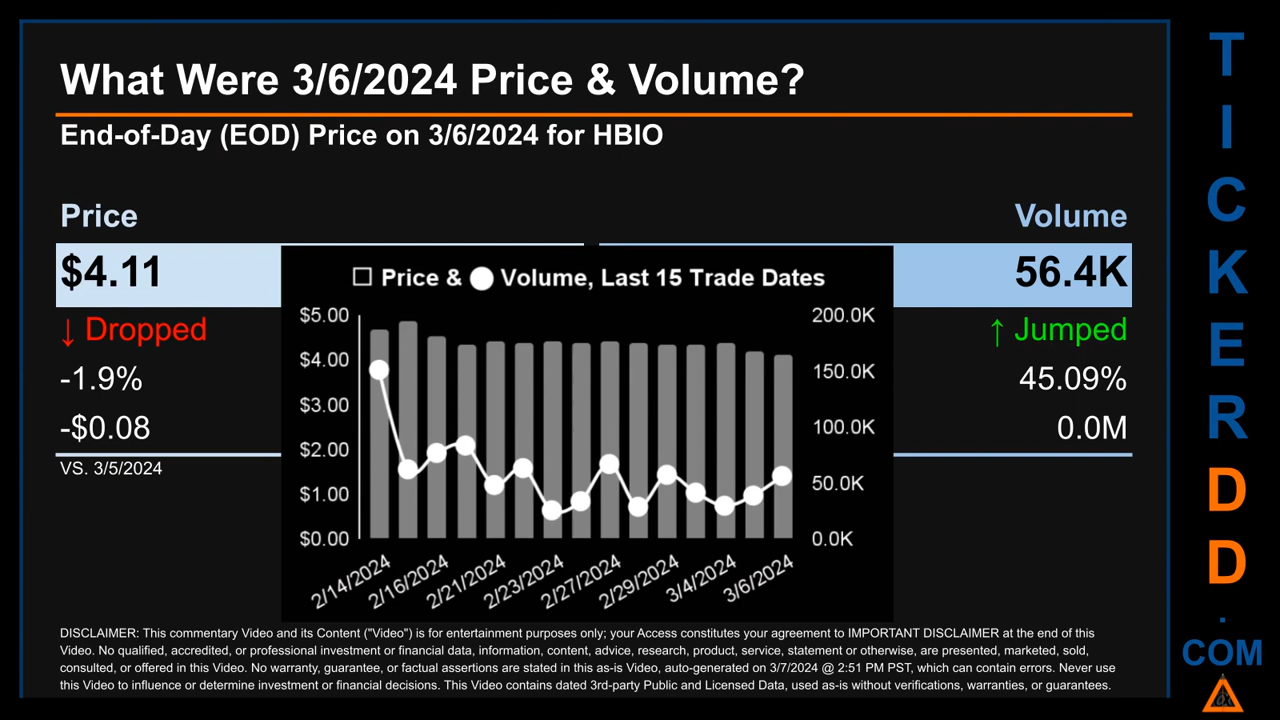 What Were 3/6/2024 Price & Volume?
End-of-Day (EOD) Price on 3/6/2024 for HBIO
Price
Volume
$4.11
56.4K
↓ Dropped
↑ Jumped
-1.9%
45.09%
-$0.08
0.0M
VS. 3/5/2024
Price & Volume, Last 15 Trade Dates
$5.00
$4.00
$3.00
$2.00
$1.00
$0.00
200.0K
150.0K
100.0K
50.0K
0.0K
2/14/2024
2/16/2024
2/21/2024
2/23/2024
2/27/2024
2/29/2024
3/4/2024
3/6/2024
DISCLAIMER: This commentary Video and its Content ("Video") is for entertainment purposes only; your Access constitutes your agreement to IMPORTANT DISCLAIMER at the end of this
Video. No qualified, accredited, or professional investment or financial data, information, content, advice, research, product, service, statement or otherwise, are presented, marketed, sold,
consulted, or offered in this Video. No warranty, guarantee, or factual assertions are stated in this as-is Video, auto-generated on 3/7/2024 @ 2:51 PM PST, which can contain errors. Never use
this Video to influence or determine investment or financial decisions. This Video contains dated 3rd-party Public and Licensed Data, used as-is without verifications, warranties, or guarantees.
T
I
C
K
E
R
D
D
.
COM